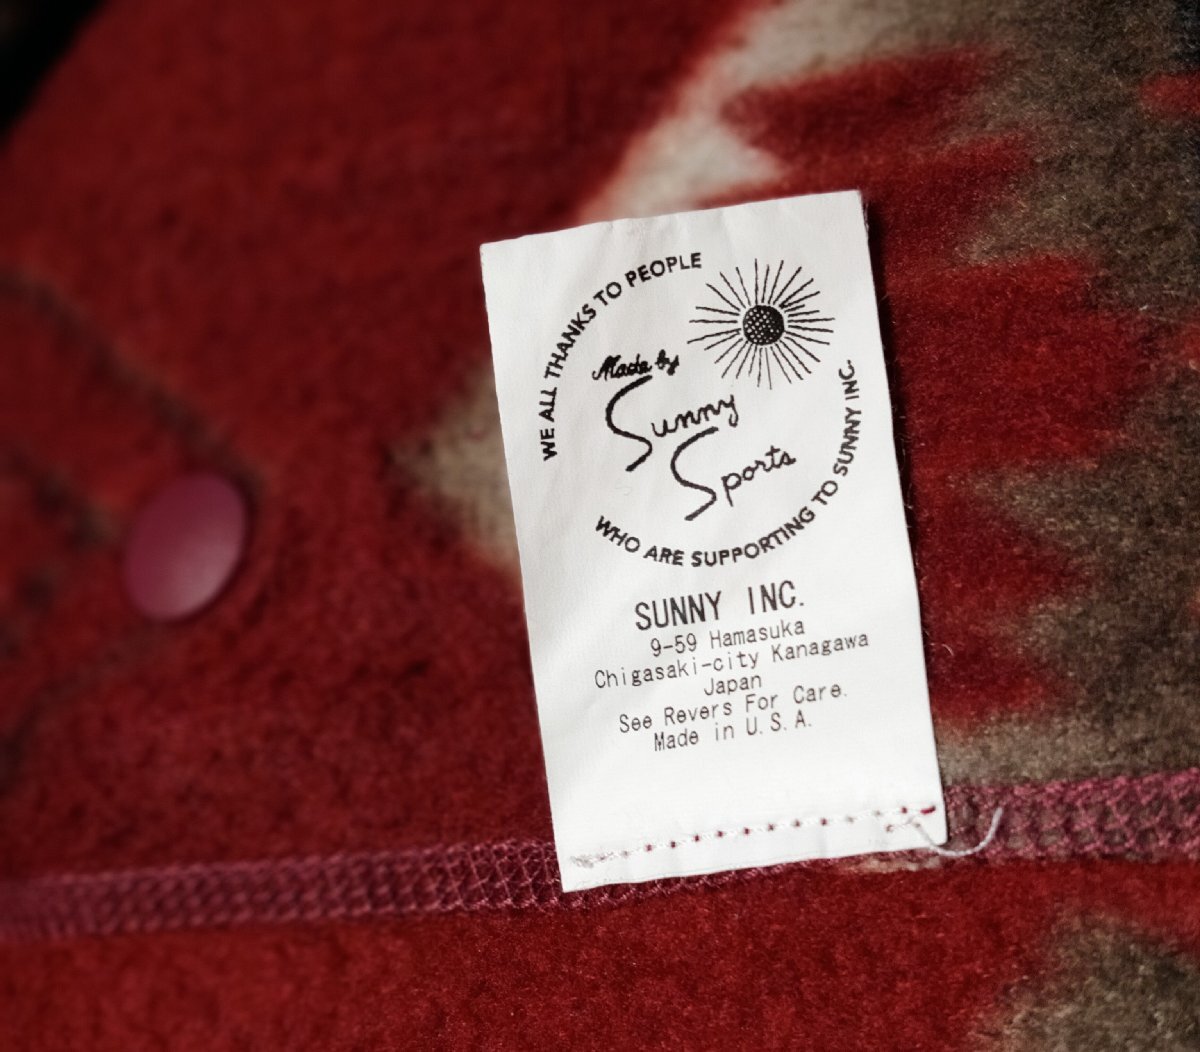 WE ALL THANKS TO PEOPLE
Made by
Sunny
Sports
WHO ARE SUPPORTING TO SUNNY INC.
SUNNY INC.
9-59 Hamasuka
Chigasaki-city Kanagawa
Japan
See Revers For Care.
Made in U.S.A.